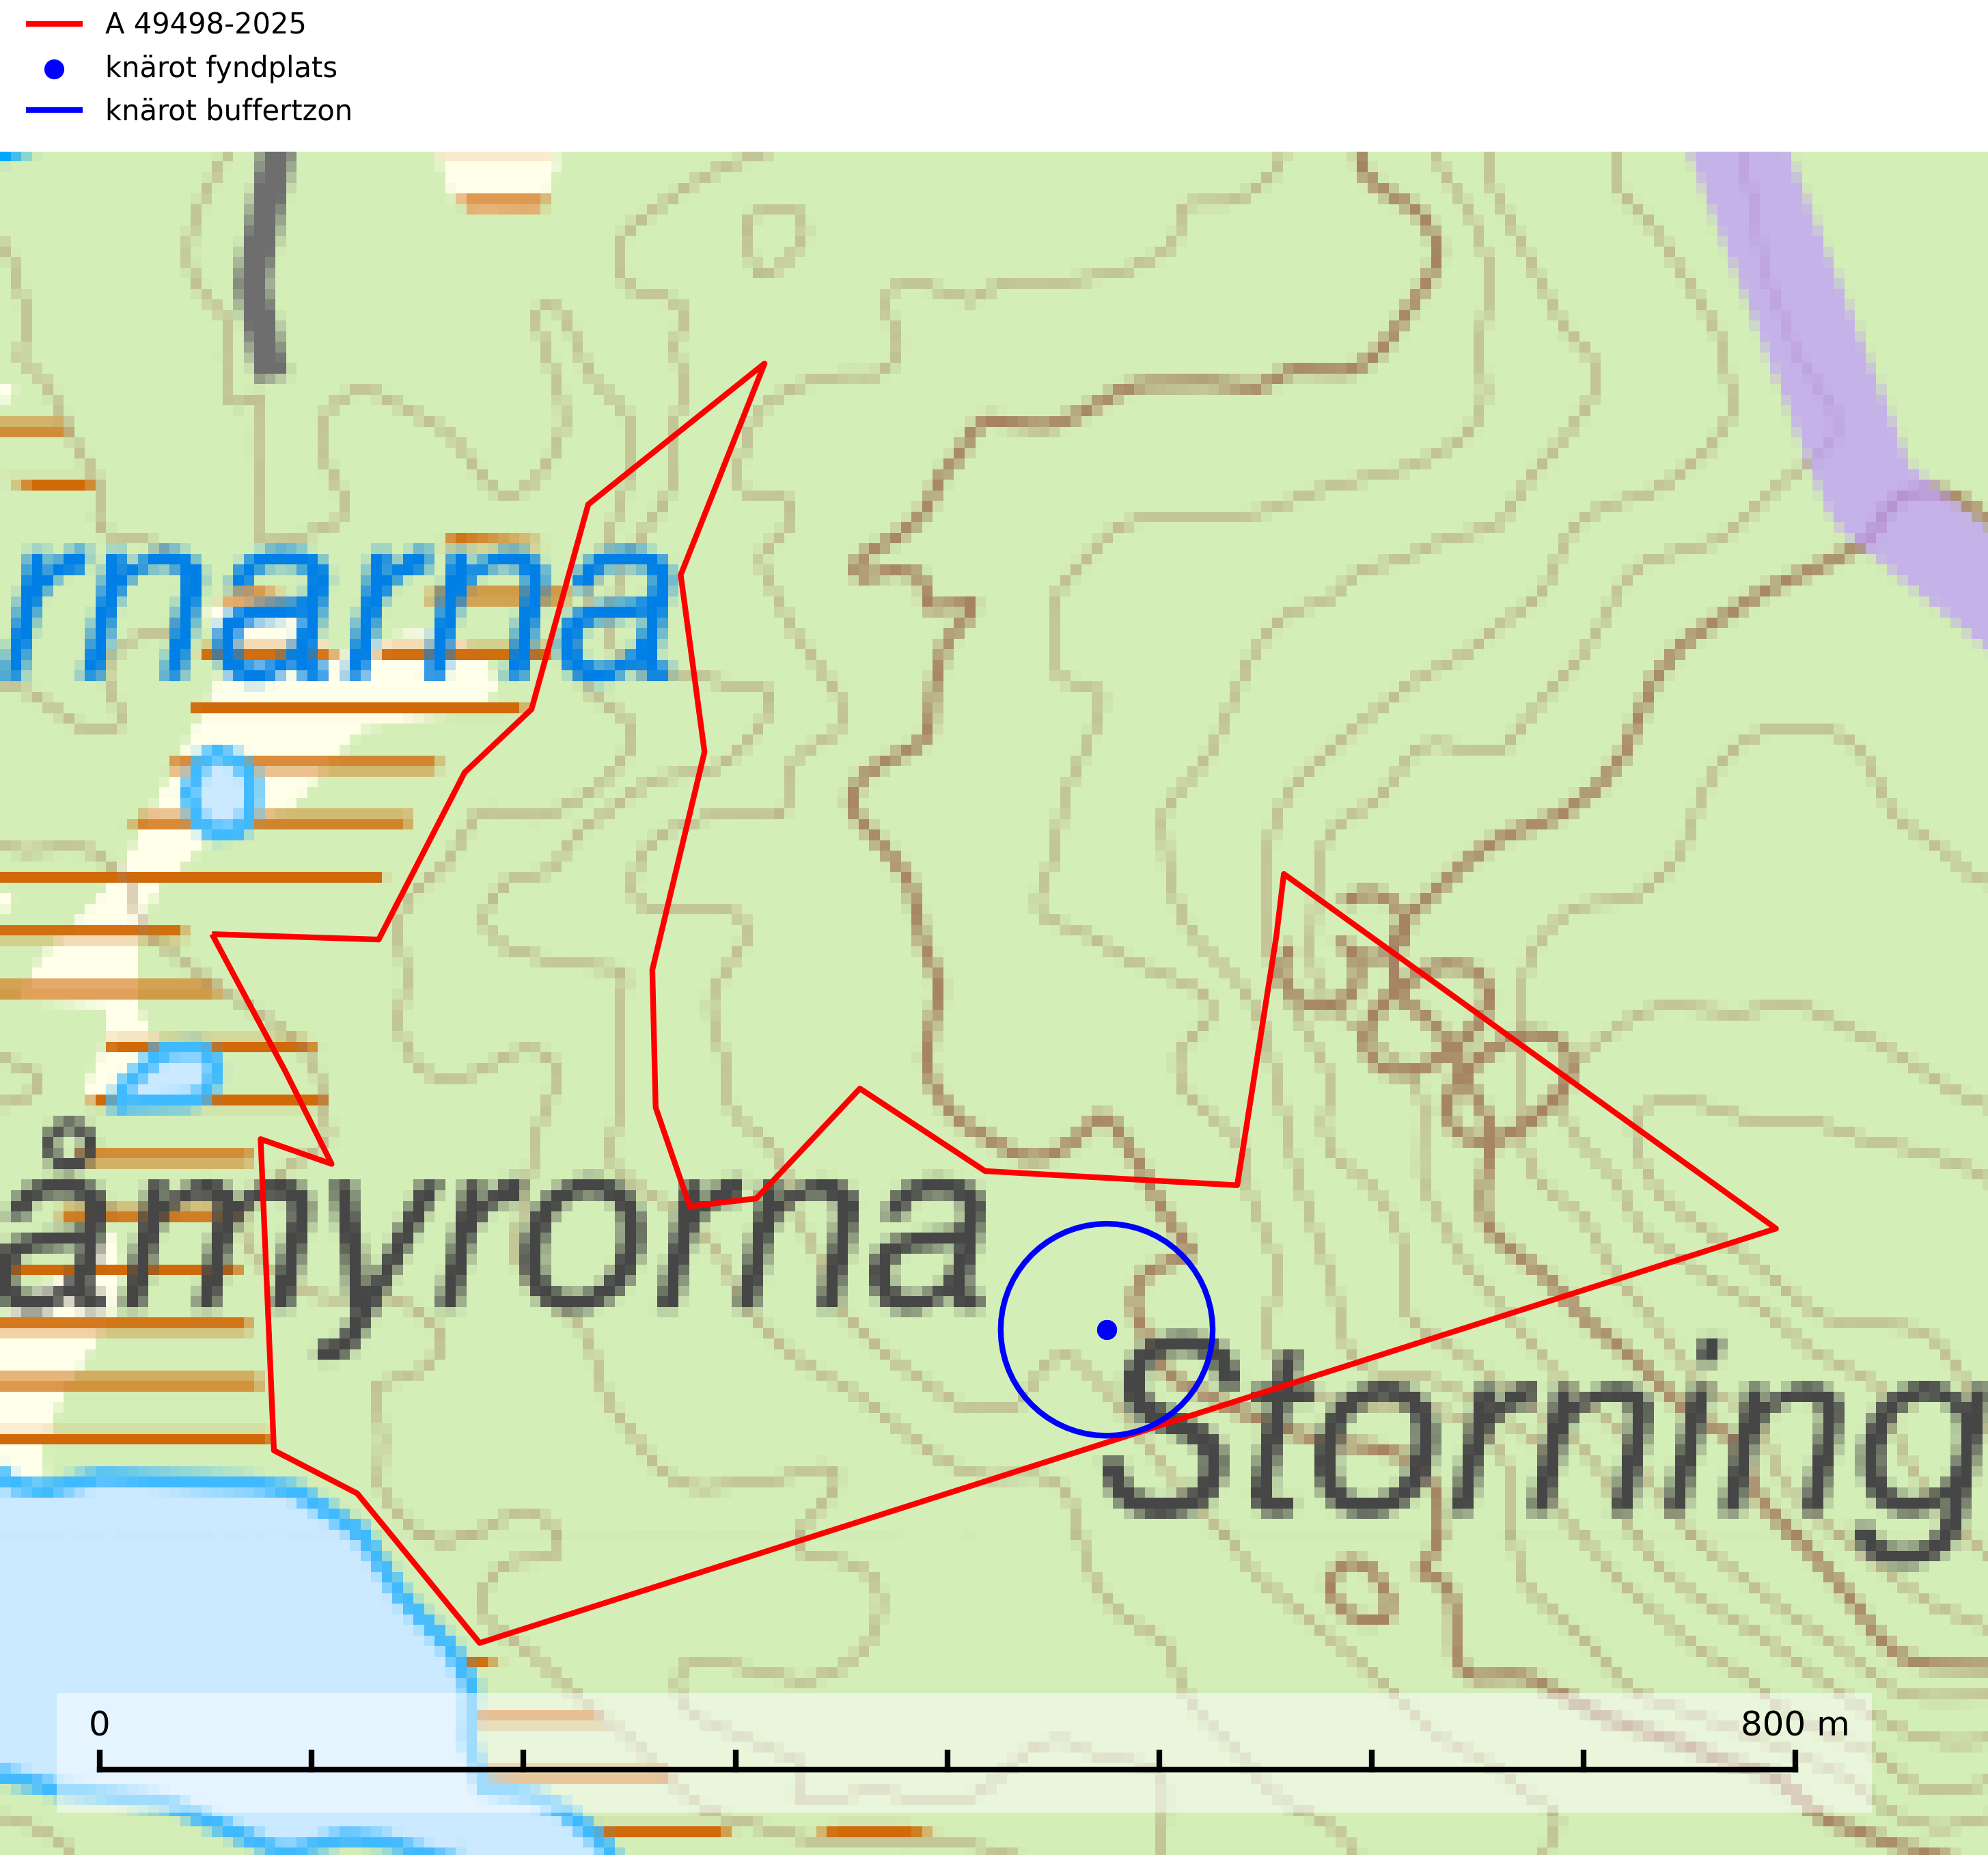 A 49498-2025
knärot fyndplats
knärot buffertzon
rnarna
åmyrorna
Storning
0 800 m